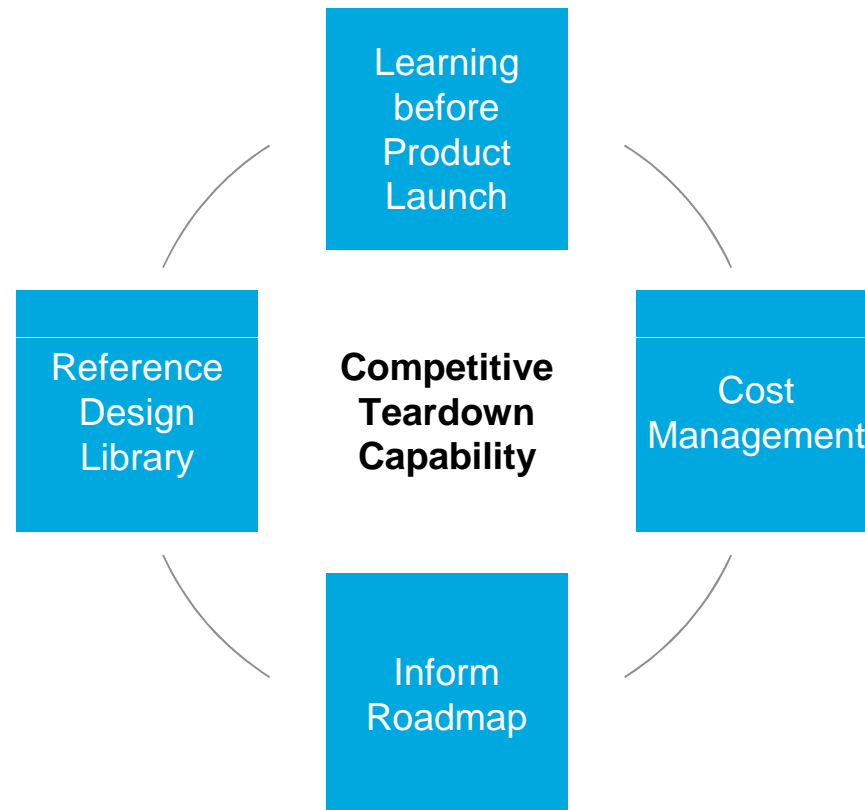 Learning
before
Product
Launch
Reference
Design
Library
Competitive
Teardown
Capability
Cost
Management
Inform
Roadmap